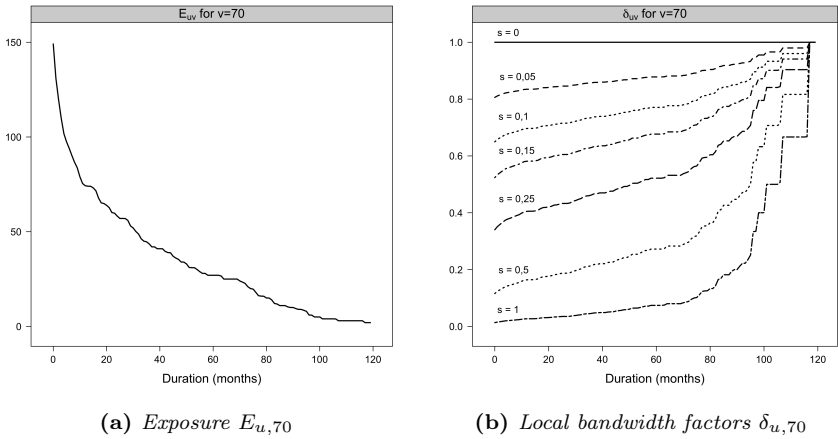 E_uv for v=70
150
100
50
0
0
20
40
60
80
100
120
Duration (months)
(a) Exposure E_{u,70}
δ_uv for v=70
s = 0
1.0
s = 0,05
0.8
s = 0,1
s = 0,15
0.6
s = 0,25
0.4
s = 0,5
0.2
s = 1
0.0
0
20
40
60
80
100
120
Duration (months)
(b) Local bandwidth factors δ_{u,70}